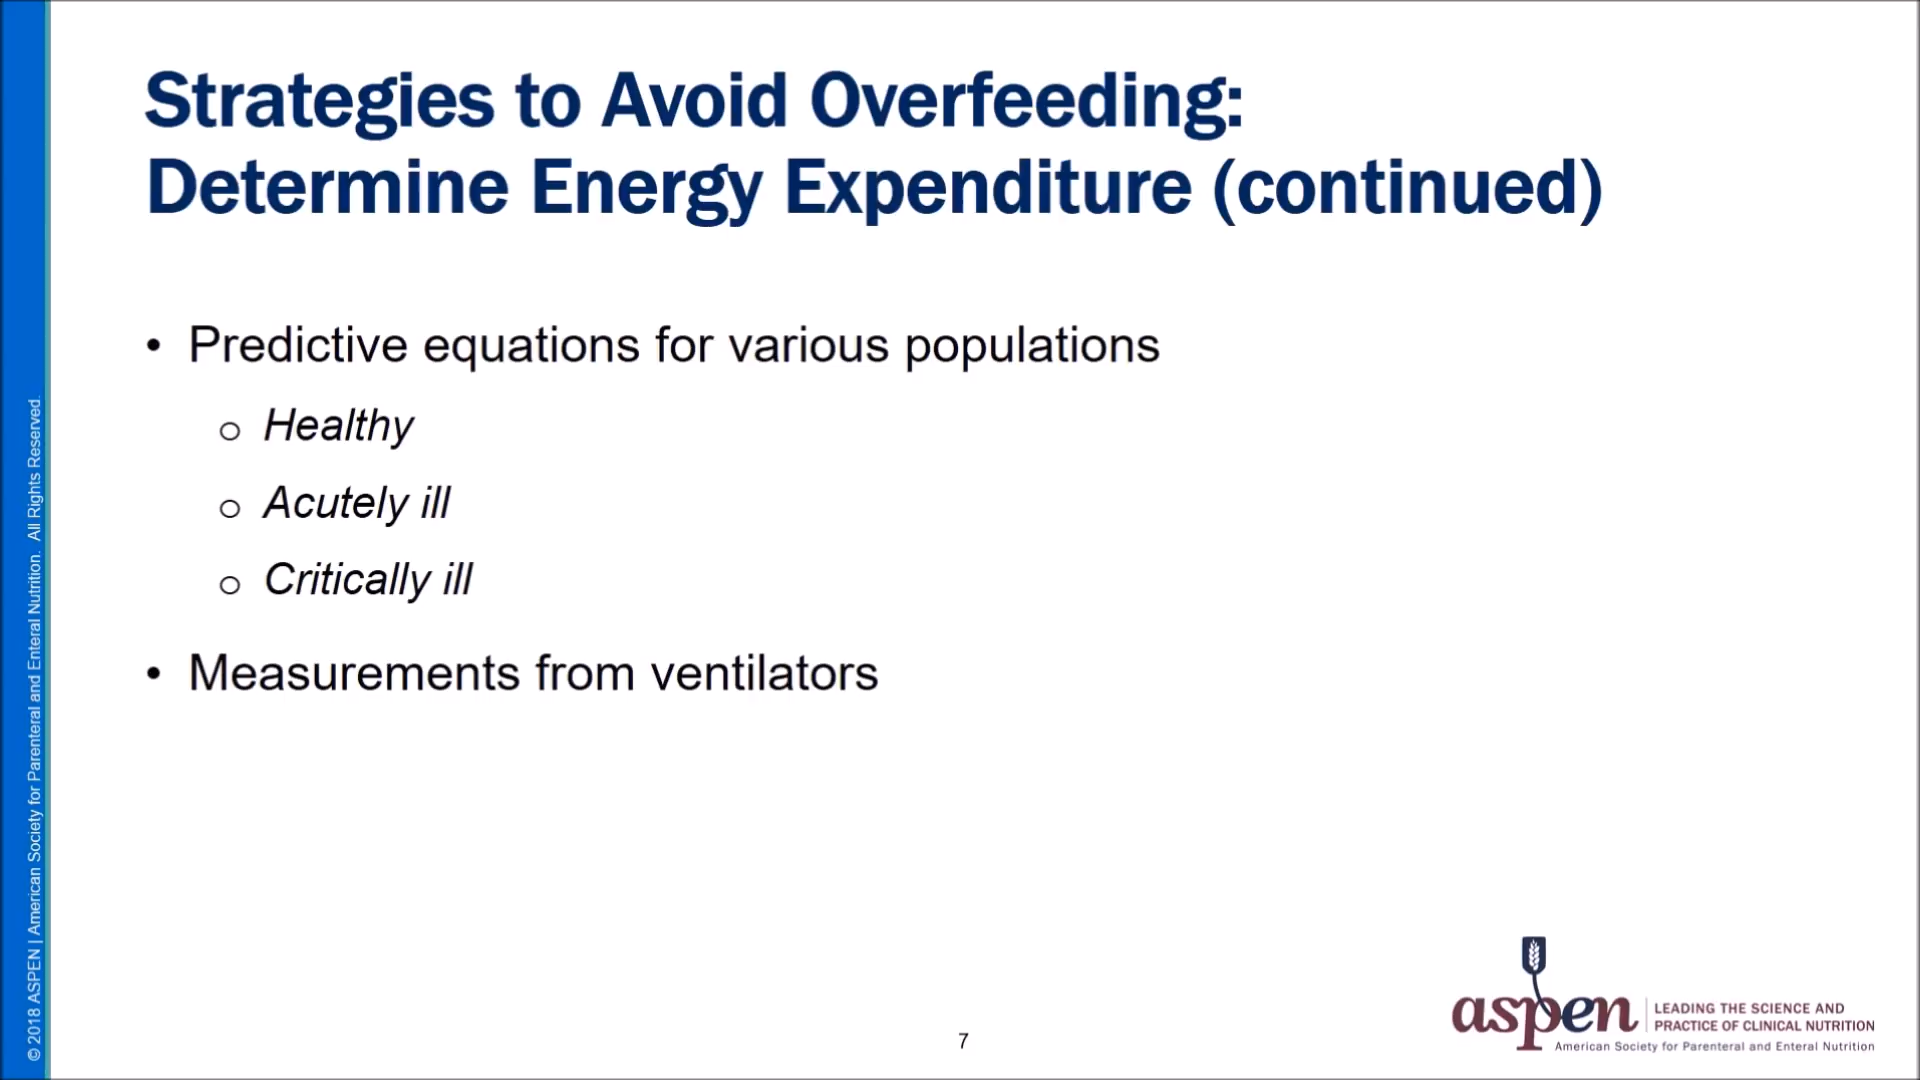 Strategies to Avoid Overfeeding:
Determine Energy Expenditure (continued)
• Predictive equations for various populations
o Healthy
o Acutely ill
o Critically ill
• Measurements from ventilators
© 2018 ASPEN | American Society for Parenteral and Enteral Nutrition. All Rights Reserved.
7
aspen
LEADING THE SCIENCE AND
PRACTICE OF CLINICAL NUTRITION
American Society for Parenteral and Enteral Nutrition